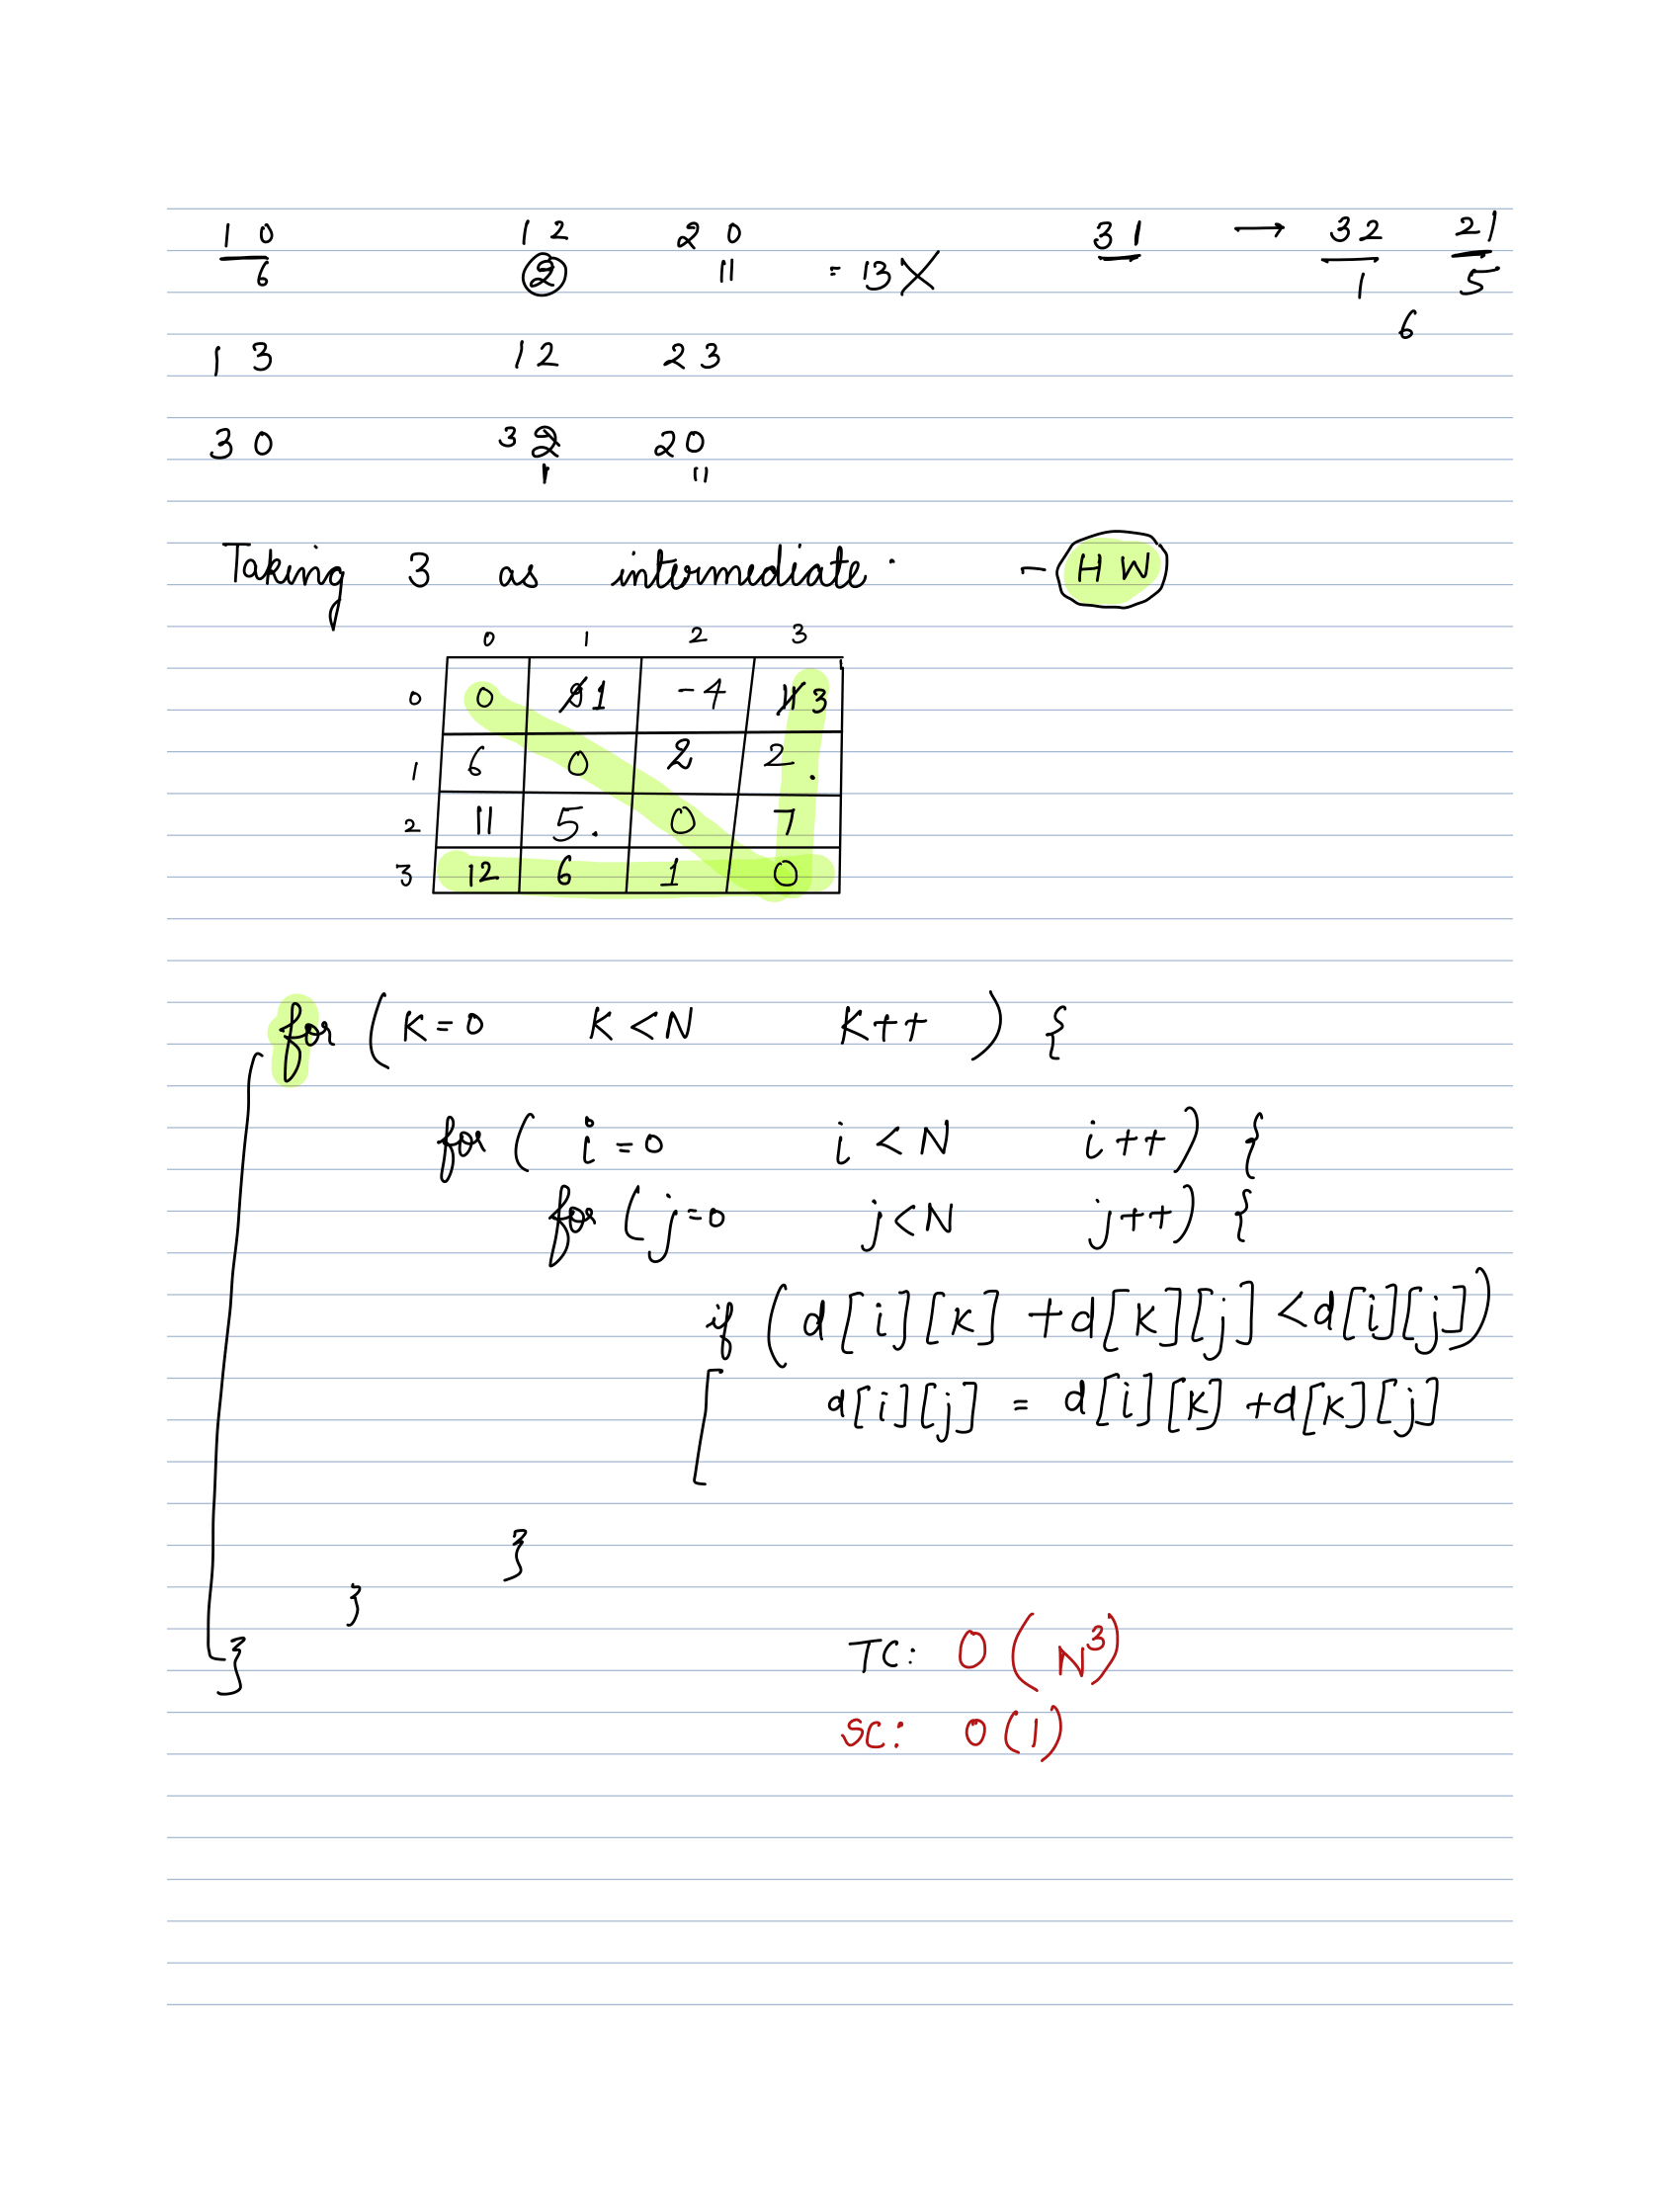 1 0 1 2 2 0 3 1 → 3 2 2 1
6 2 11 = 13 X 1 5
6
1 3 1 2 2 3
3 0 3 2 2 0
1 11
Taking 3 as intermediate. - HW
0 1 2 3
0 0 1 -4 3
1 6 0 2 2.
2 11 5. 0 7
3 12 6 1 0
for (K=0 K<N K++) {
for ( i=0 i<N i++) {
for (j=0 j<N j++) {
if (d[i][k] +d[k][j] <d[i][j])
d[i][j] = d[i][k] +d[k][j]
}
}
}
TC: O(N³)
SC: O(1)